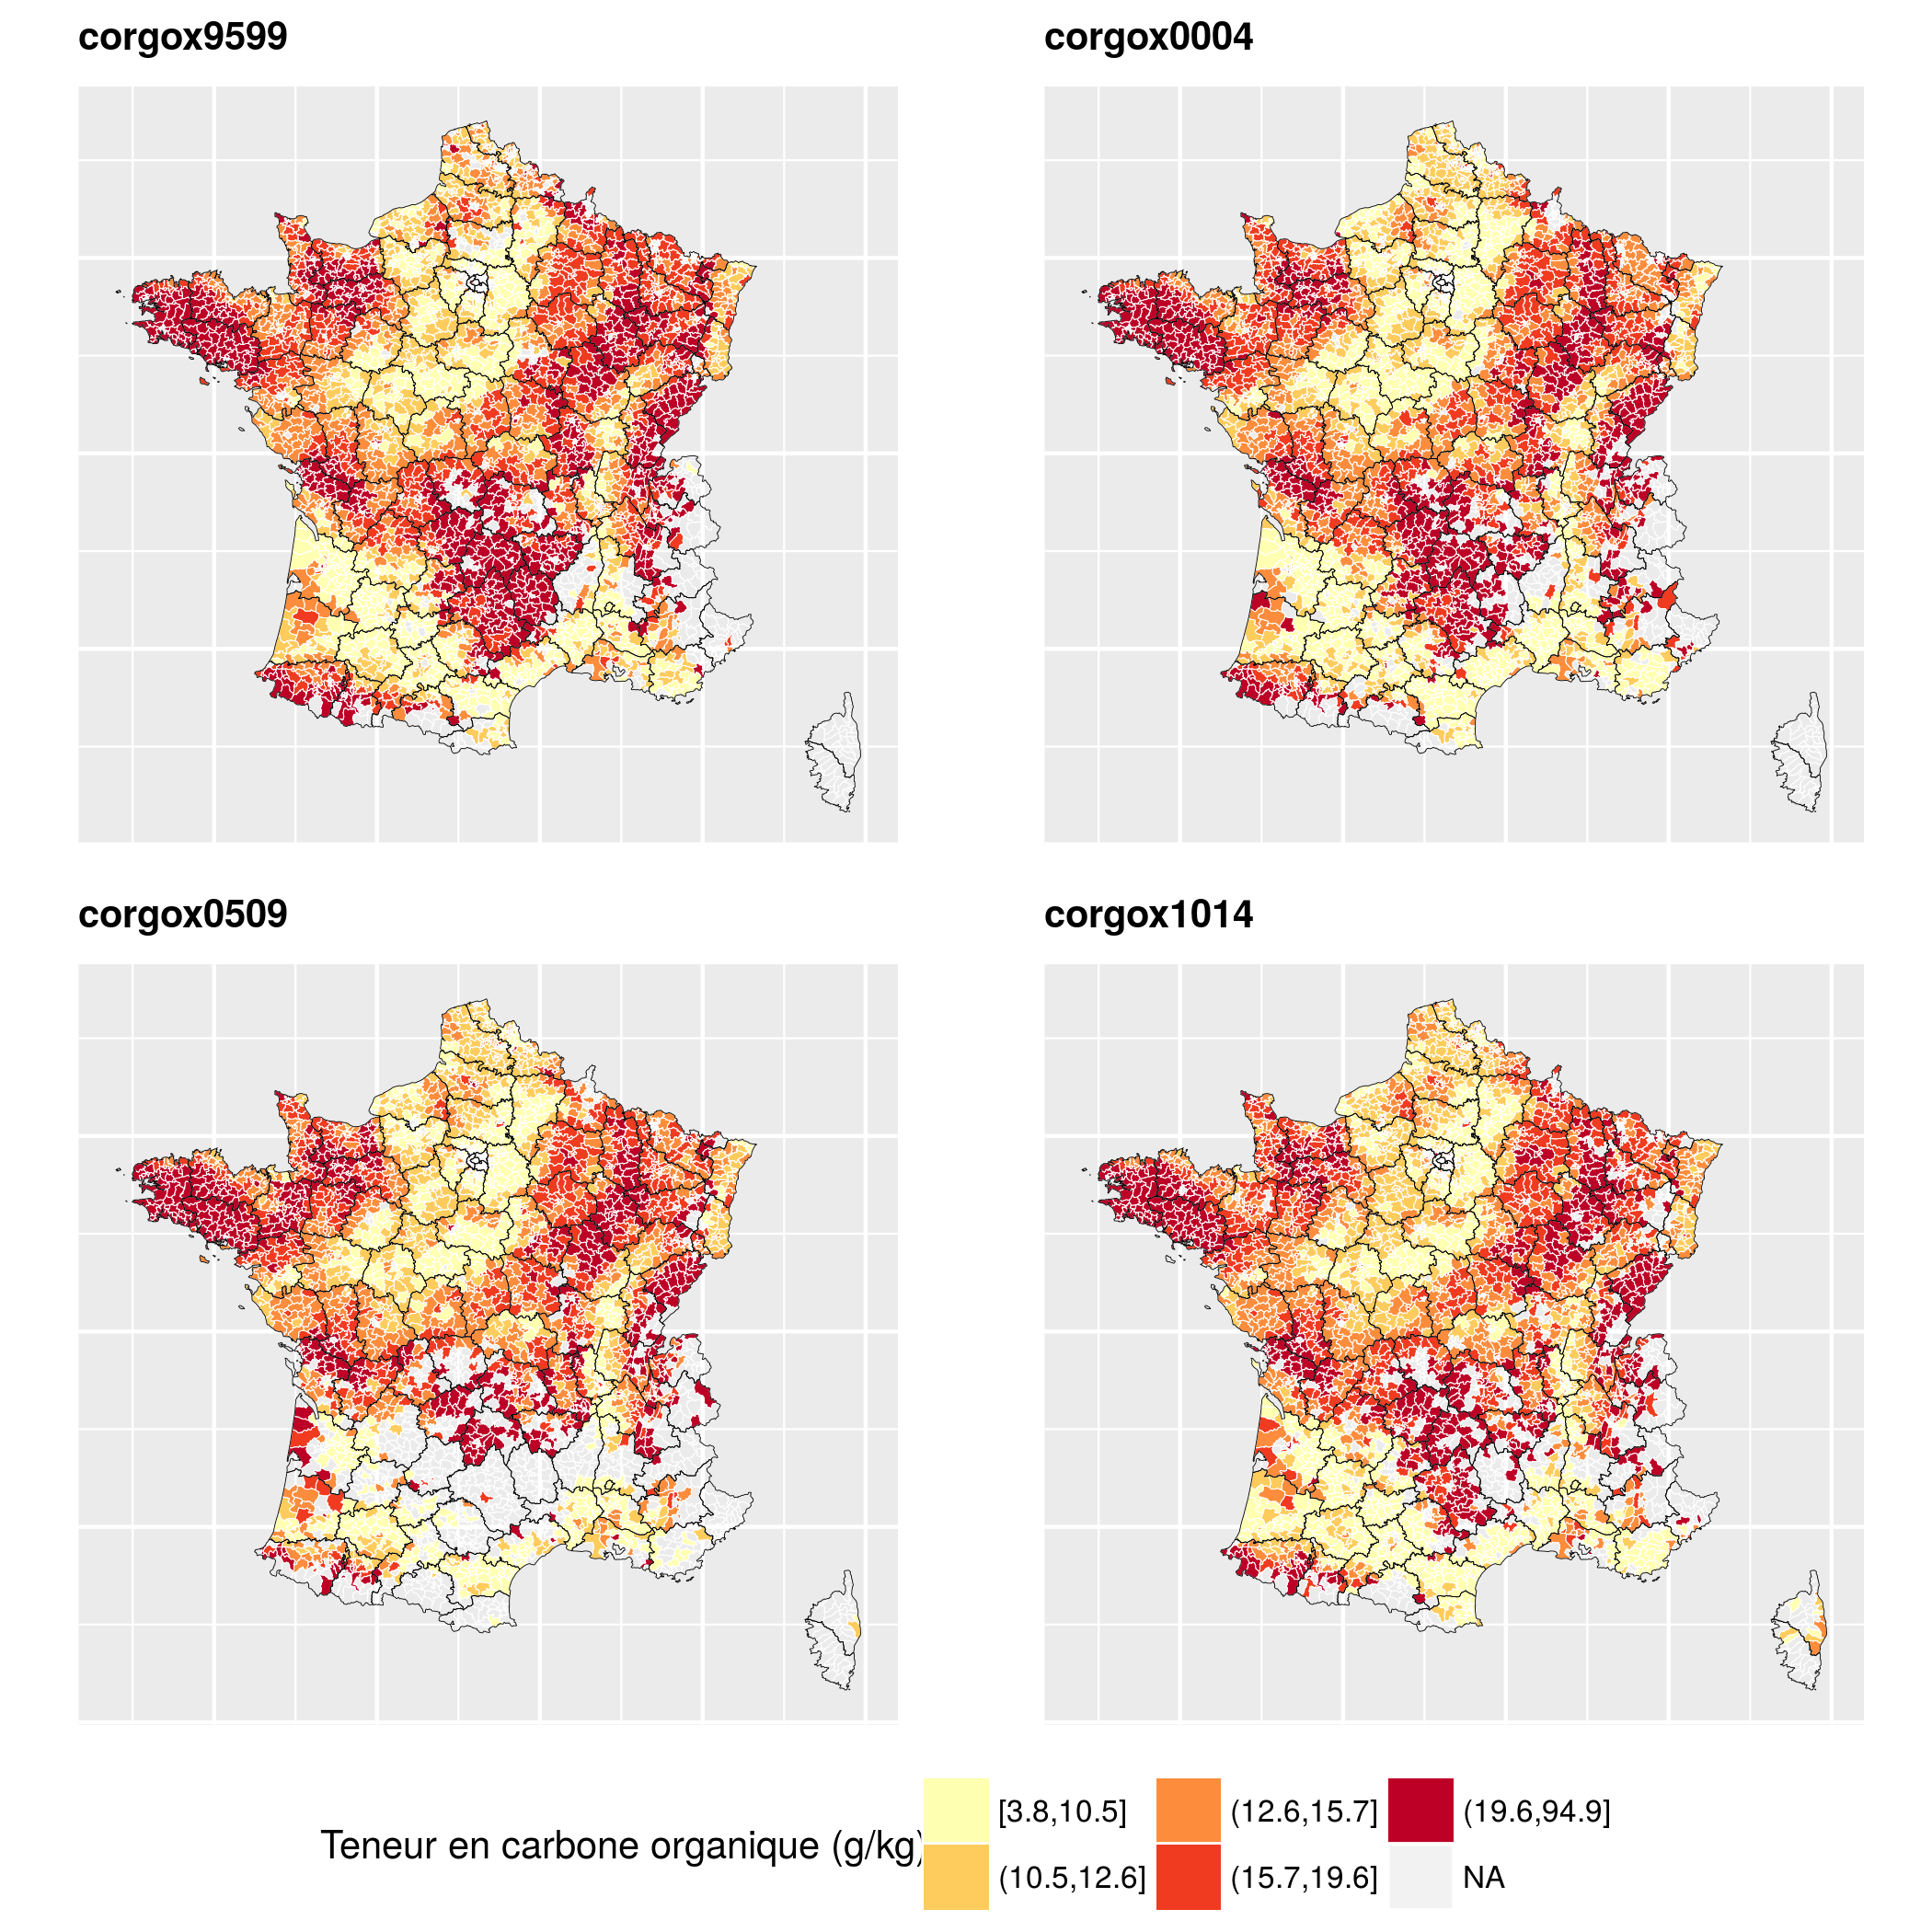 corgox9599
corgox0004
corgox0509
corgox1014
Teneur en carbone organique (g/kg)
[3.8,10.5]
(10.5,12.6]
(12.6,15.7]
(15.7,19.6]
(19.6,94.9]
NA